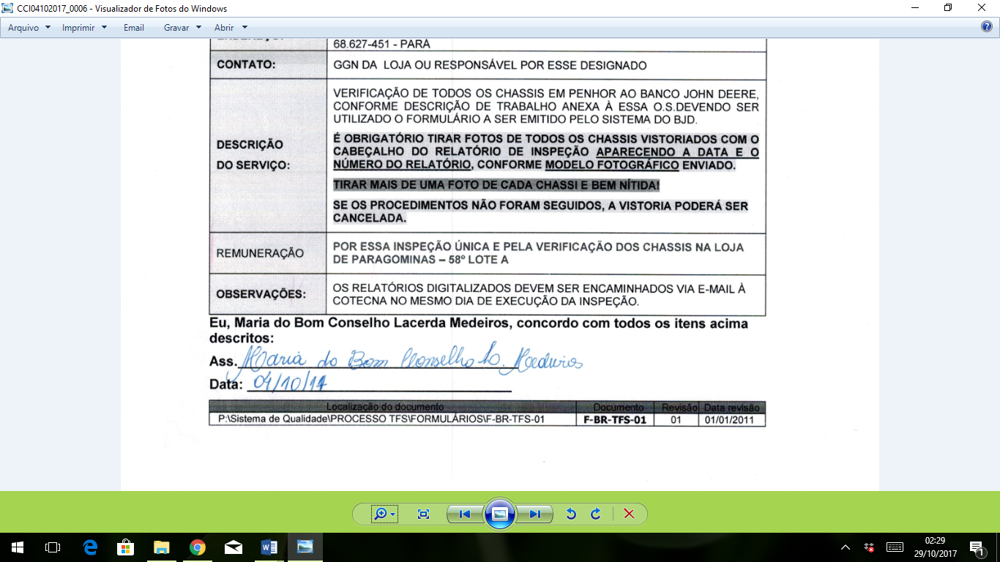 CCI04102017_0006 - Visualizador de Fotos do Windows
Arquivo Imprimir Email Gravar Abrir
68.627-451 - PARÁ
CONTATO: GGN DA LOJA OU RESPONSÁVEL POR ESSE DESIGNADO
DESCRIÇÃO
DO SERVIÇO:
VERIFICAÇÃO DE TODOS OS CHASSIS EM PENHOR AO BANCO JOHN DEERE,
CONFORME DESCRIÇÃO DE TRABALHO ANEXA À ESSA O.S.DEVENDO SER
UTILIZADO O FORMULÁRIO A SER EMITIDO PELO SISTEMA DO BJD.
É OBRIGATÓRIO TIRAR FOTOS DE TODOS OS CHASSIS VISTORIADOS COM O
CABEÇALHO DO RELATÓRIO DE INSPEÇÃO APARECENDO A DATA E O
NÚMERO DO RELATÓRIO, CONFORME MODELO FOTOGRÁFICO ENVIADO.
TIRAR MAIS DE UMA FOTO DE CADA CHASSI E BEM NÍTIDA!
SE OS PROCEDIMENTOS NÃO FORAM SEGUIDOS, A VISTORIA PODERÁ SER
CANCELADA.
REMUNERAÇÃO
POR ESSA INSPEÇÃO ÚNICA E PELA VERIFICAÇÃO DOS CHASSIS NA LOJA
DE PARAGOMINAS – 58º LOTE A
OBSERVAÇÕES:
OS RELATÓRIOS DIGITALIZADOS DEVEM SER ENCAMINHADOS VIA E-MAIL À
COTECNA NO MESMO DIA DE EXECUÇÃO DA INSPEÇÃO.
Eu, Maria do Bom Conselho Lacerda Medeiros, concordo com todos os itens acima
descritos:
Ass. Maria do Bom Conselho L. Medeiros
Data: 04/10/17
Localização do documento Documento Revisão Data revisão
P:\Sistema de Qualidade\PROCESSO TFS\FORMULÁRIOS\F-BR-TFS-01 F-BR-TFS-01 01 01/01/2011
02:29
29/10/2017
1